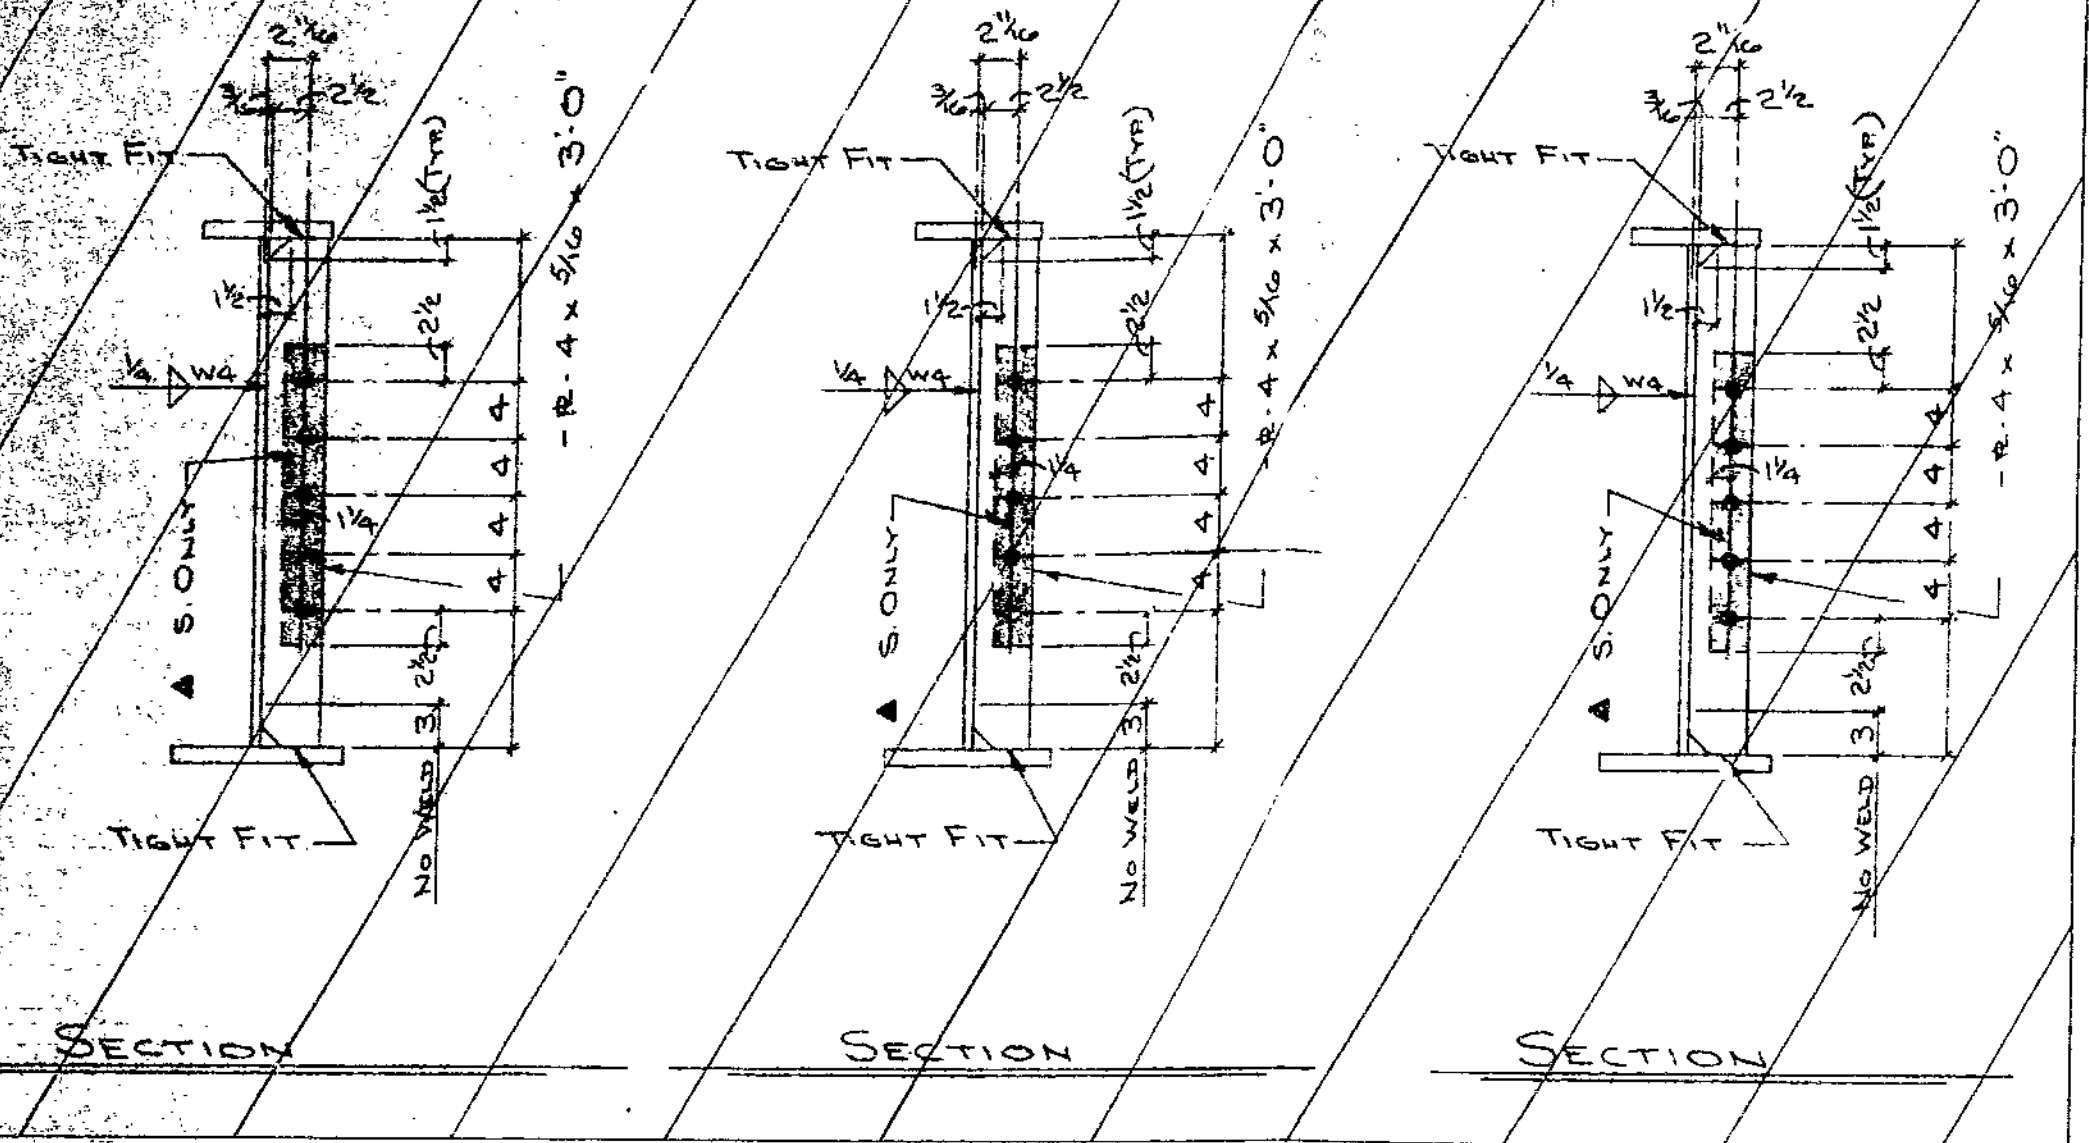 2 11/16
3/16
2 1/2
TIGHT FIT
1 1/2 (TYP.)
1 1/2
2 1/2
1/4
W4
4
4
4
4
1 1/4
▲ S. ONLY
2 1/2
3
NO WELD
TIGHT FIT
- PL. 4 x 5/16 x 3'-0"
SECTION
2 11/16
3/16
2 1/2
TIGHT FIT
1 1/2 (TYP.)
1 1/2
2 1/2
1/4
W4
4
4
4
4
1 1/4
▲ S. ONLY
2 1/2
3
NO WELD
TIGHT FIT
- PL. 4 x 5/16 x 3'-0"
SECTION
2 11/16
3/16
2 1/2
TIGHT FIT
1 1/2 (TYP.)
1 1/2
2 1/2
1/4
W4
4
4
4
4
1 1/4
▲ S. ONLY
2 1/2
3
NO WELD
TIGHT FIT
- PL. 4 x 5/16 x 3'-0"
SECTION